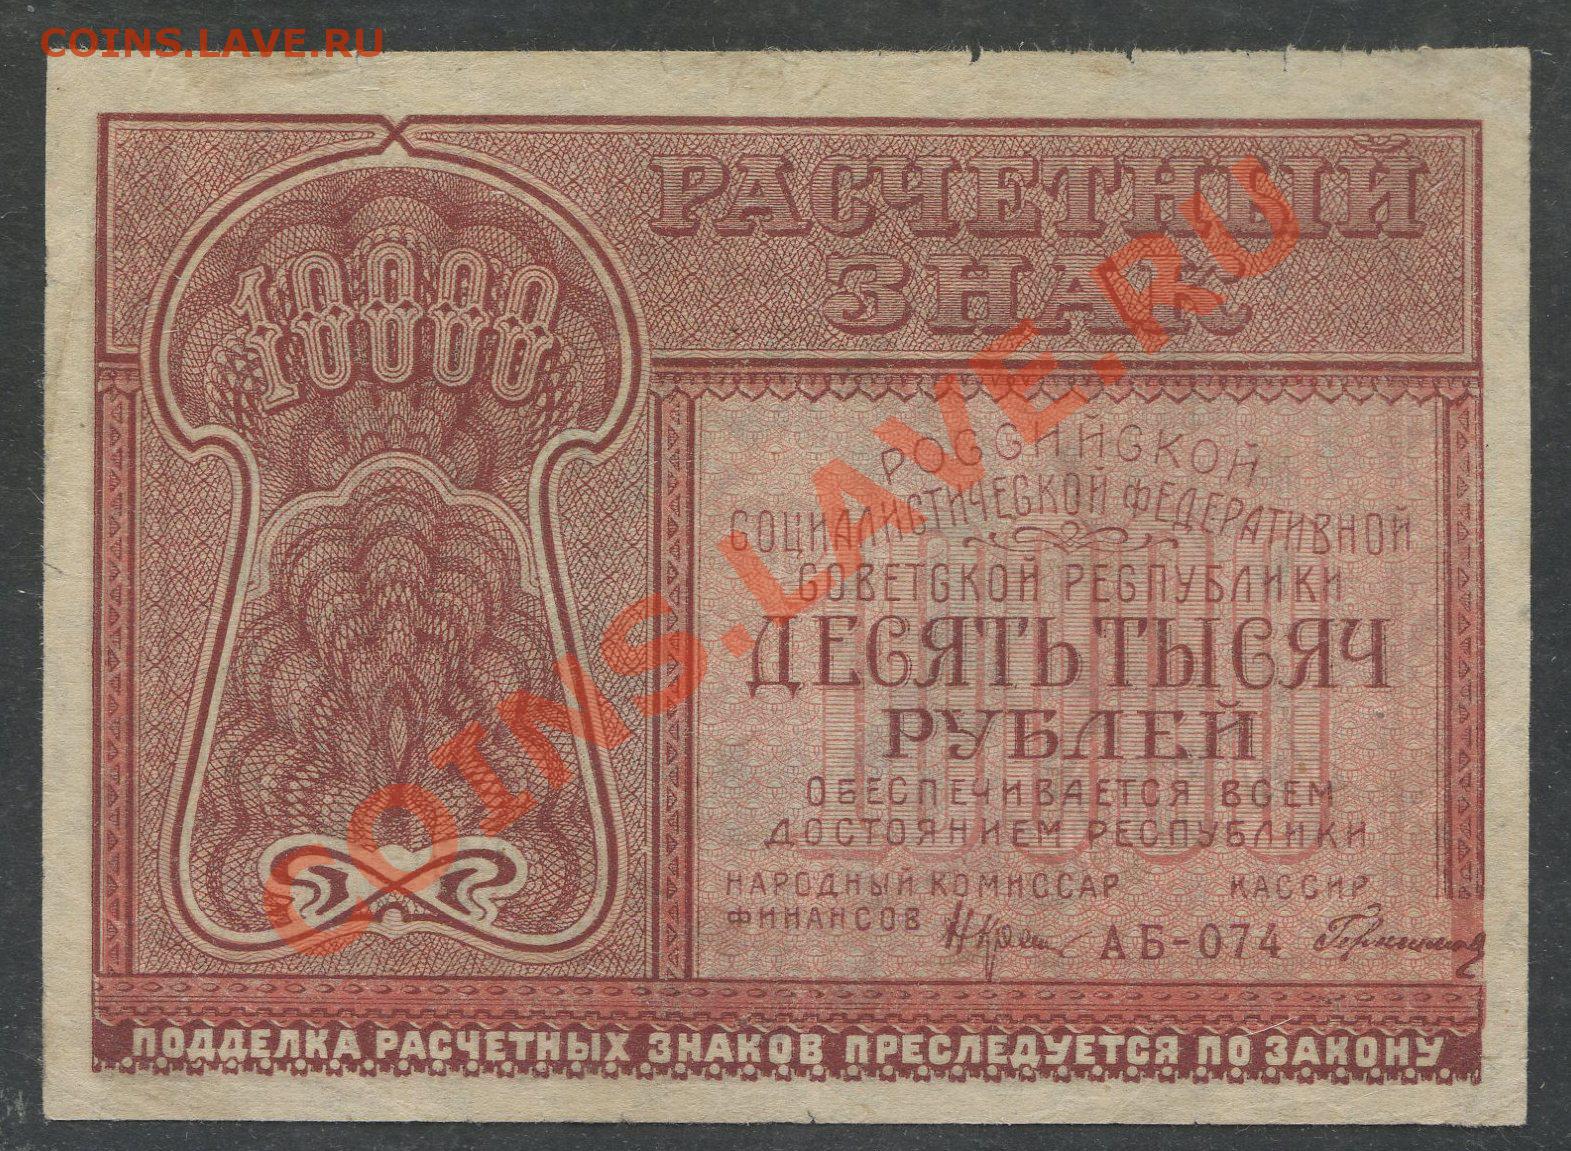 COINS.LAVE.RU
РАСЧЕТНЫЙ
ЗНАК
10000
РОССИЙСКОЙ
СОЦИАЛИСТИЧЕСКОЙ ФЕДЕРАТИВНОЙ
СОВЕТСКОЙ РЕСПУБЛИКИ
10000
ДЕСЯТЬ ТЫСЯЧ
РУБЛЕЙ
ОБЕСПЕЧИВАЕТСЯ ВСЕМ
ДОСТОЯНИЕМ РЕСПУБЛИКИ
НАРОДНЫЙ КОМИССАР КАССИР
ФИНАНСОВ АБ-074
ПОДДЕЛКА РАСЧЕТНЫХ ЗНАКОВ ПРЕСЛЕДУЕТСЯ ПО ЗАКОНУ
COINS.LAVE.RU